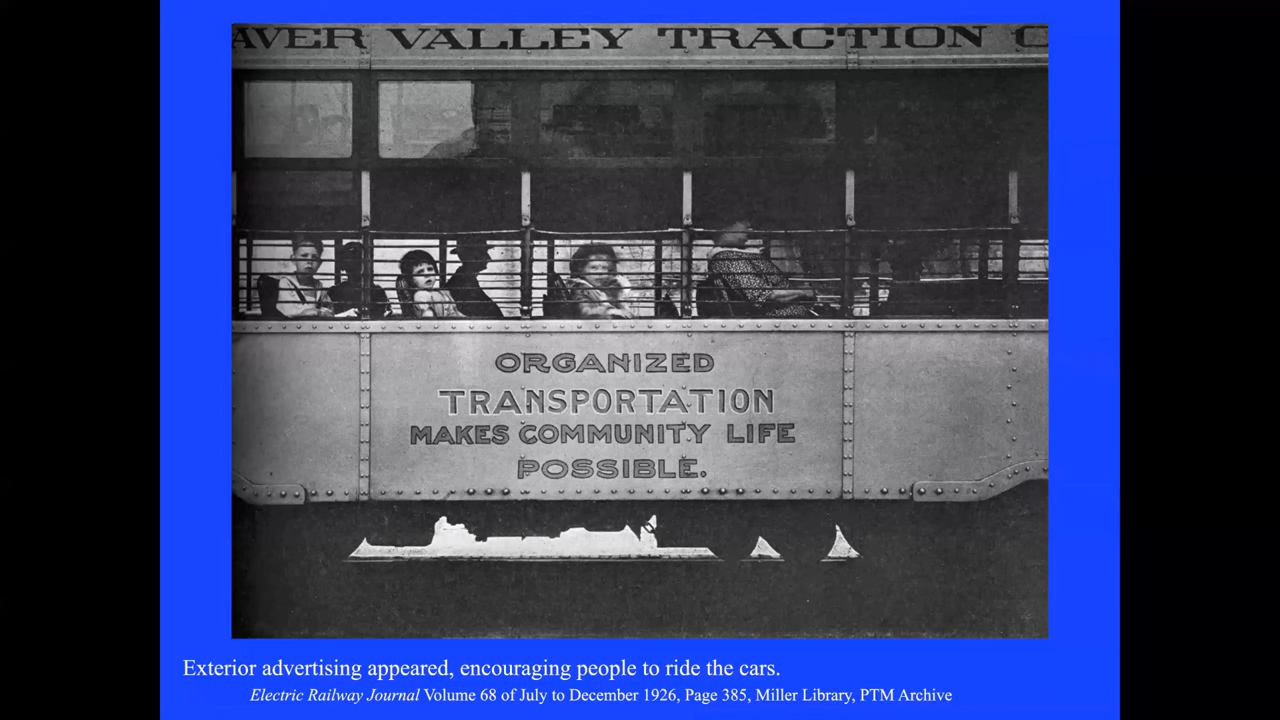 AVER VALLEY TRACTION C
ORGANIZED
TRANSPORTATION
MAKES COMMUNITY LIFE
POSSIBLE.
Exterior advertising appeared, encouraging people to ride the cars.
Electric Railway Journal Volume 68 of July to December 1926, Page 385, Miller Library, PTM Archive